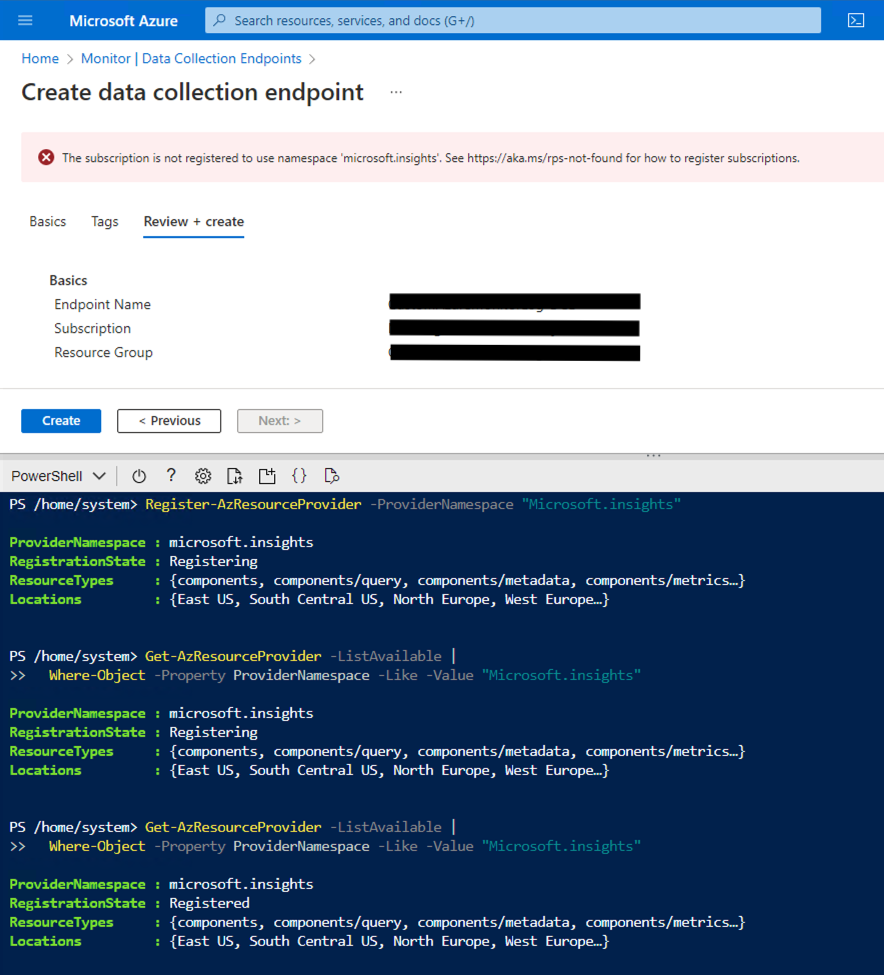 Microsoft Azure
Search resources, services, and docs (G+/)
Home > Monitor | Data Collection Endpoints >
Create data collection endpoint ...
The subscription is not registered to use namespace 'microsoft.insights'. See https://aka.ms/rps-not-found for how to register subscriptions.
Basics Tags Review + create
Basics
Endpoint Name
Subscription
Resource Group
Create < Previous Next: >
PowerShell
PS /home/system> Register-AzResourceProvider -ProviderNamespace "Microsoft.insights"
ProviderNamespace : microsoft.insights
RegistrationState : Registering
ResourceTypes : {components, components/query, components/metadata, components/metrics…}
Locations : {East US, South Central US, North Europe, West Europe…}
PS /home/system> Get-AzResourceProvider -ListAvailable |
>> Where-Object -Property ProviderNamespace -Like -Value "Microsoft.insights"
ProviderNamespace : microsoft.insights
RegistrationState : Registering
ResourceTypes : {components, components/query, components/metadata, components/metrics…}
Locations : {East US, South Central US, North Europe, West Europe…}
PS /home/system> Get-AzResourceProvider -ListAvailable |
>> Where-Object -Property ProviderNamespace -Like -Value "Microsoft.insights"
ProviderNamespace : microsoft.insights
RegistrationState : Registered
ResourceTypes : {components, components/query, components/metadata, components/metrics…}
Locations : {East US, South Central US, North Europe, West Europe…}